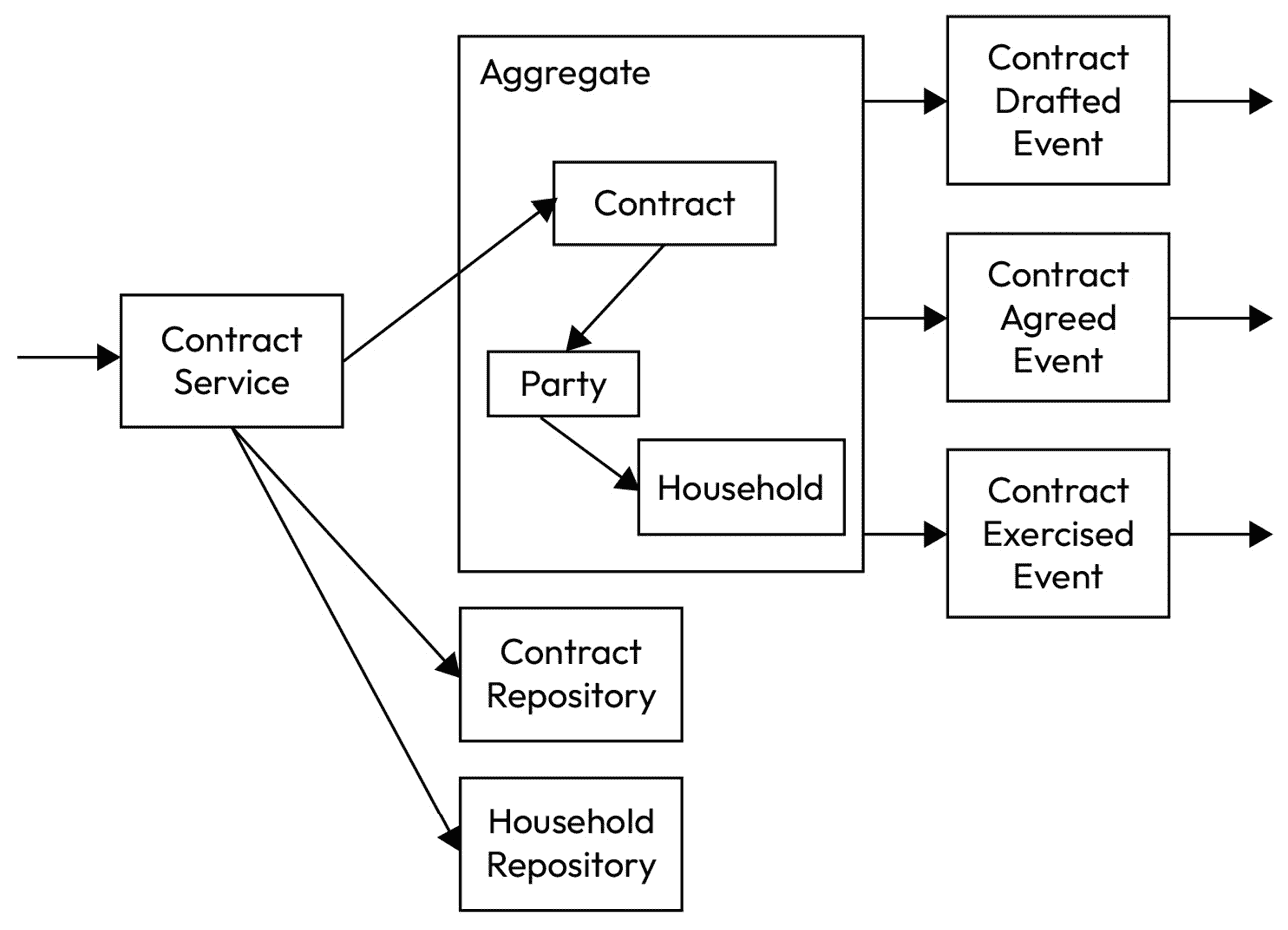 Contract
Service
Aggregate
Contract
Party
Household
Contract
Repository
Household
Repository
Contract
Drafted
Event
Contract
Agreed
Event
Contract
Exercised
Event